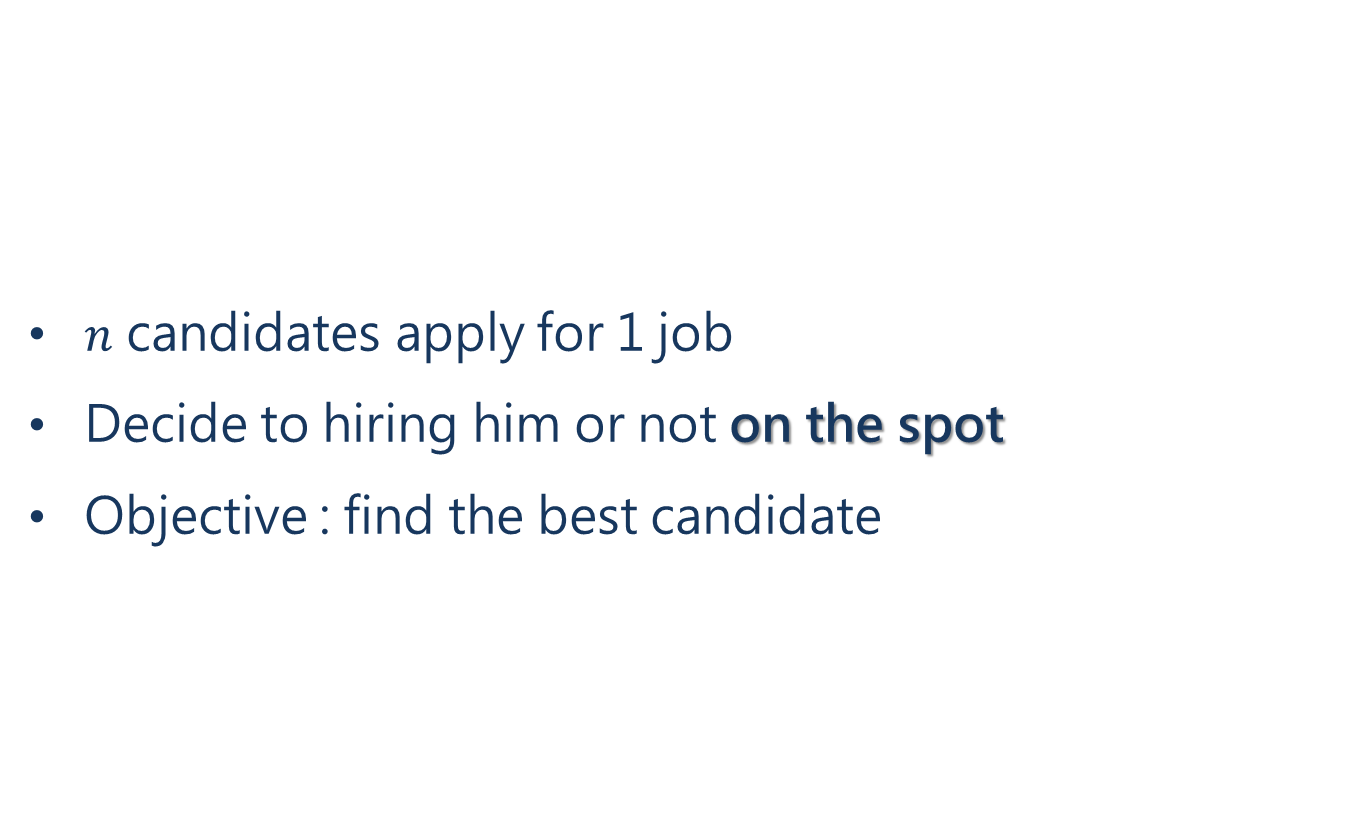 • n candidates apply for 1 job
• Decide to hiring him or not on the spot
• Objective : find the best candidate